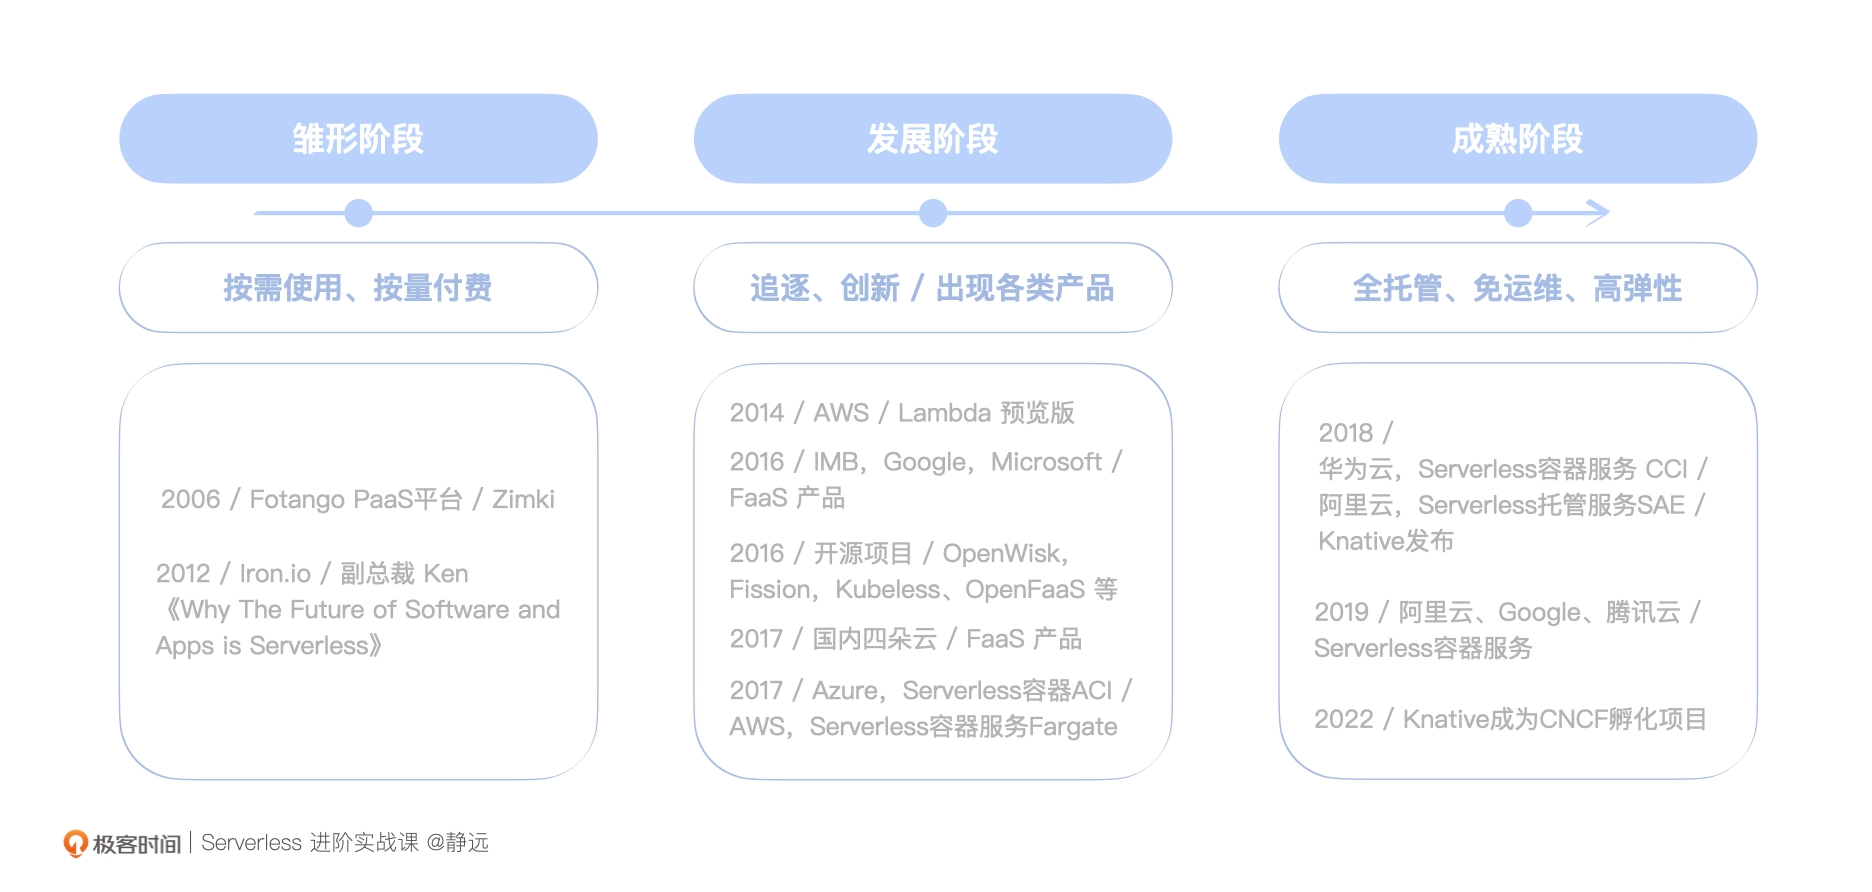 雏形阶段
发展阶段
成熟阶段
按需使用、按量付费
追逐、创新 / 出现各类产品
全托管、免运维、高弹性
2006 / Fotango PaaS平台 / Zimki
2012 / Iron.io / 副总裁 Ken
《Why The Future of Software and
Apps is Serverless》
2014 / AWS / Lambda 预览版
2016 / IMB，Google，Microsoft /
FaaS 产品
2016 / 开源项目 / OpenWisk，
Fission，Kubeless、OpenFaaS 等
2017 / 国内四朵云 / FaaS 产品
2017 / Azure，Serverless容器ACI /
AWS，Serverless容器服务Fargate
2018 /
华为云，Serverless容器服务 CCI /
阿里云，Serverless托管服务SAE /
Knative发布
2019 / 阿里云、Google、腾讯云 /
Serverless容器服务
2022 / Knative成为CNCF孵化项目
极客时间 | Serverless 进阶实战课 @静远